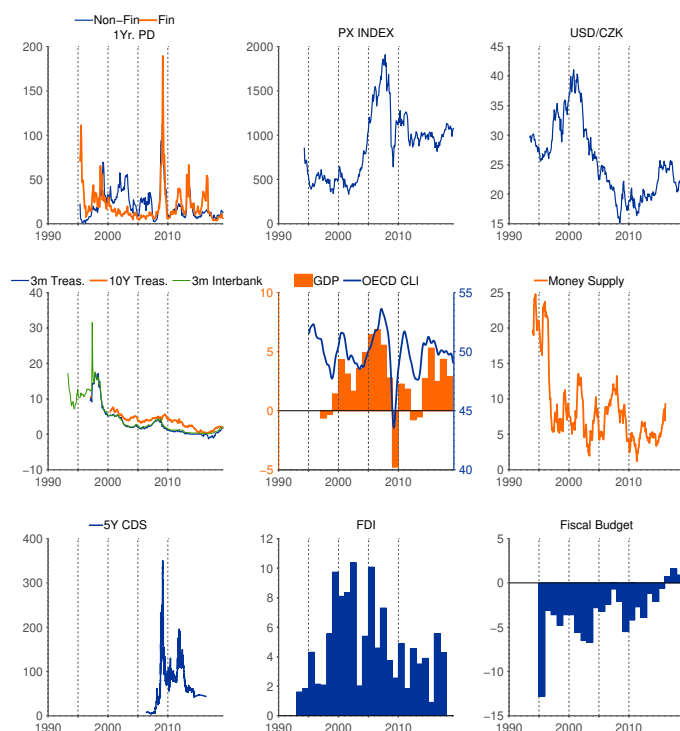 Non-Fin Fin
1Yr. PD
200
150
100
50
0
1990 2000 2010
PX INDEX
2000
1500
1000
500
0
1990 2000 2010
USD/CZK
45
40
35
30
25
20
15
1990 2000 2010
3m Treas. 10Y Treas. 3m Interbank
40
30
20
10
0
−10
1990 2000 2010
GDP OECD CLI
10
5
0
−5
55
50
45
40
1990 2000 2010
Money Supply
25
20
15
10
5
0
1990 2000 2010
5Y CDS
400
300
200
100
0
1990 2000 2010
FDI
12
10
8
6
4
2
0
1990 2000 2010
Fiscal Budget
5
0
−5
−10
−15
1990 2000 2010